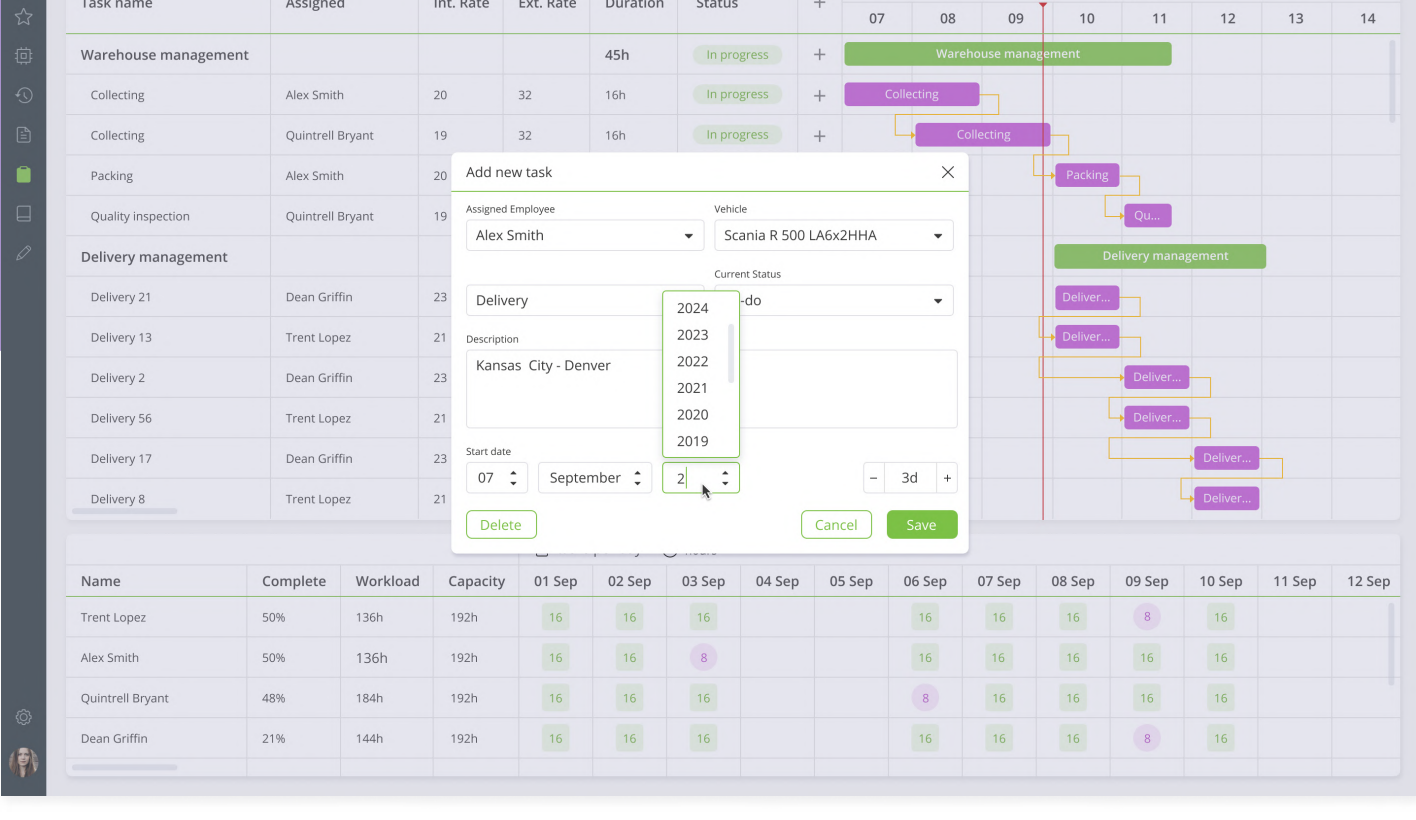 Task name Assigned Int. Rate Ext. Rate Duration Status +
07 08 09 10 11 12 13 14
Warehouse management 45h In progress + Warehouse management
Collecting Alex Smith 20 32 16h In progress + Collecting
Collecting Quintrell Bryant 19 32 16h In progress + Collecting
Packing Alex Smith 20 Packing
Quality inspection Quintrell Bryant 19 Qu...
Delivery management Delivery management
Delivery 21 Dean Griffin 23 Deliver...
Delivery 13 Trent Lopez 21 Deliver...
Delivery 2 Dean Griffin 23 Deliver...
Delivery 56 Trent Lopez 21 Deliver...
Delivery 17 Dean Griffin 23 Deliver...
Delivery 8 Trent Lopez 21 Deliver...
Add new task
Assigned Employee Vehicle
Alex Smith Scania R 500 LA6x2HHA
Current Status
Delivery -do
Description
Kansas City - Denver
2024
2023
2022
2021
2020
2019
Start date
07 September 2 − 3d +
Delete Cancel Save
Name Complete Workload Capacity 01 Sep 02 Sep 03 Sep 04 Sep 05 Sep 06 Sep 07 Sep 08 Sep 09 Sep 10 Sep 11 Sep 12 Sep
Trent Lopez 50% 136h 192h 16 16 16 16 16 16 8 16
Alex Smith 50% 136h 192h 16 16 8 16 16 16 16 16
Quintrell Bryant 48% 184h 192h 16 16 16 8 16 16 16 16
Dean Griffin 21% 144h 192h 16 16 16 16 16 16 8 16